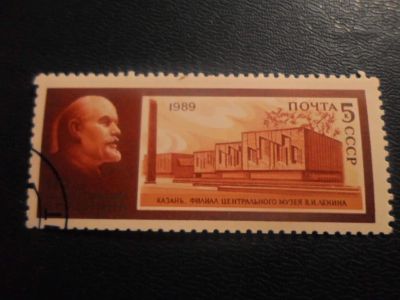 1989
ПОЧТА 5
СССР
КАЗАНЬ. ФИЛИАЛ ЦЕНТРАЛЬНОГО МУЗЕЯ В.И.ЛЕНИНА